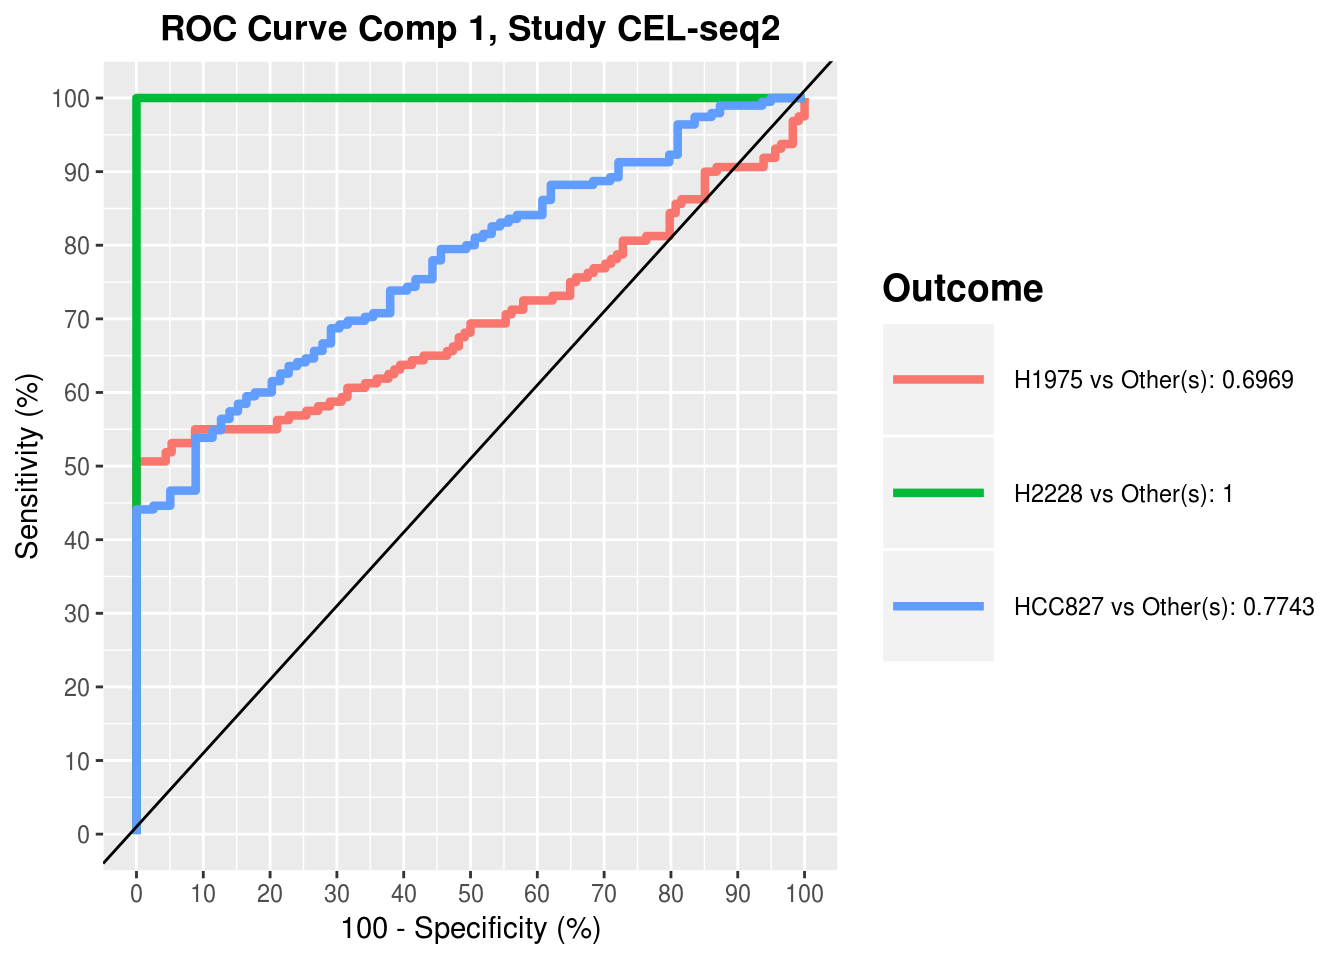 ROC Curve Comp 1, Study CEL-seq2
Sensitivity (%)
100
90
80
70
60
50
40
30
20
10
0
0 10 20 30 40 50 60 70 80 90 100
100 - Specificity (%)
Outcome
H1975 vs Other(s): 0.6969
H2228 vs Other(s): 1
HCC827 vs Other(s): 0.7743